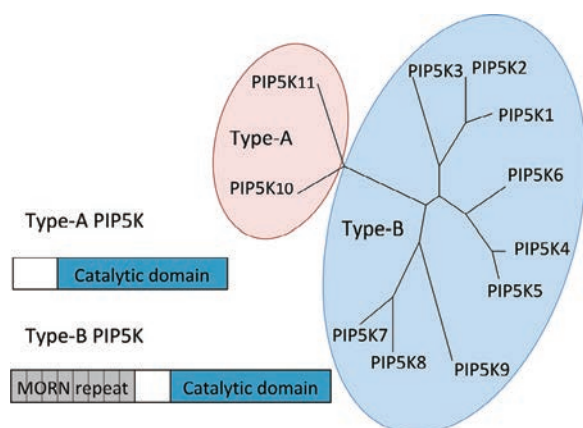 PIP5K3
PIP5K2
PIP5K11
PIP5K1
Type-A
PIP5K6
PIP5K10
Type-A PIP5K
Type-B
PIP5K4
Catalytic domain
PIP5K5
Type-B PIP5K
PIP5K7
PIP5K8
PIP5K9
MORN repeat
Catalytic domain